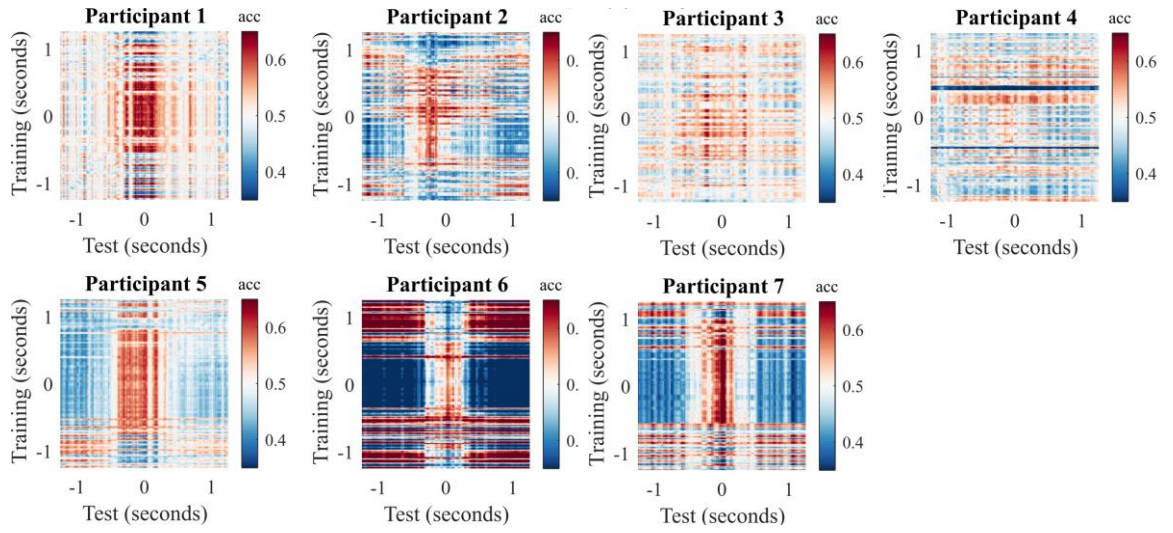 Participant 1
acc
Training (seconds)
1
0
-1
0.6
0.5
0.4
-1 0 1
Test (seconds)
Participant 2
acc
Training (seconds)
1
0
-1
0.
0.
0.
-1 0 1
Test (seconds)
Participant 3
acc
Training (seconds)
1
0
-1
0.6
0.5
0.4
-1 0 1
Test (seconds)
Participant 4
acc
Training (seconds)
1
0
-1
0.6
0.5
0.4
-1 0 1
Test (seconds)
Participant 5
acc
Training (seconds)
1
0
-1
0.6
0.5
0.4
-1 0 1
Test (seconds)
Participant 6
acc
Training (seconds)
1
0
-1
0.
0.
0.
-1 0 1
Test (seconds)
Participant 7
acc
Training (seconds)
1
0
-1
0.6
0.5
0.4
-1 0 1
Test (seconds)